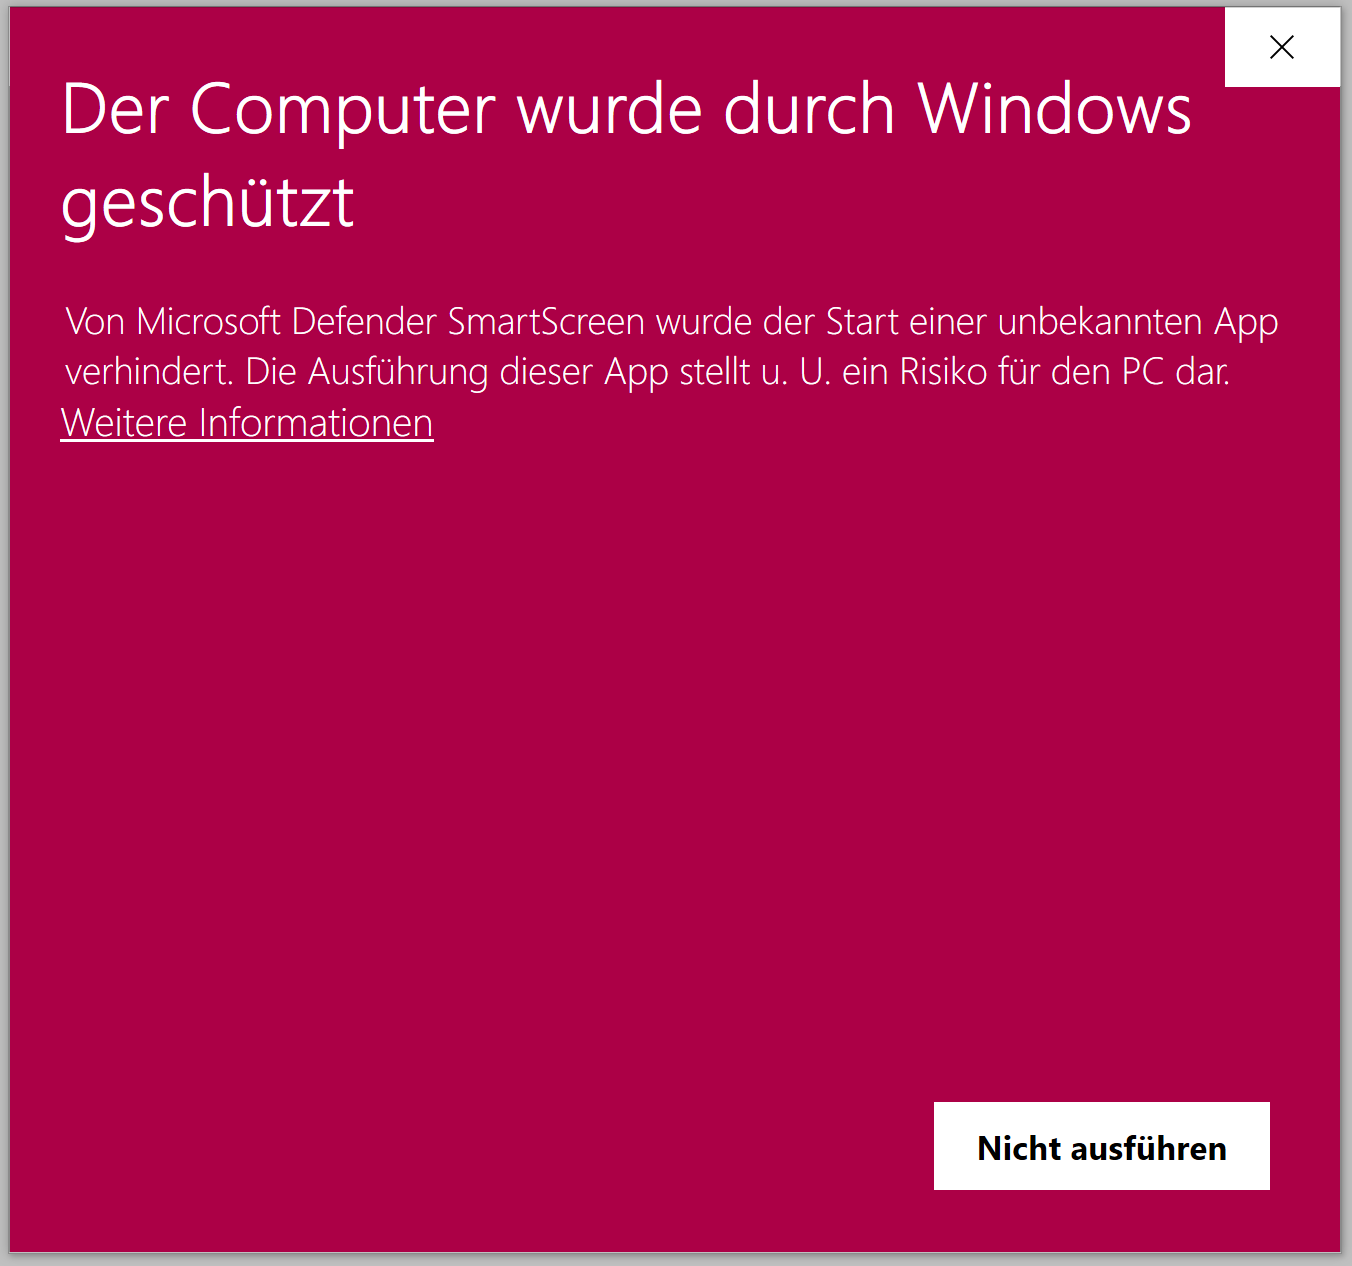 Der Computer wurde durch Windows
geschützt
Von Microsoft Defender SmartScreen wurde der Start einer unbekannten App
verhindert. Die Ausführung dieser App stellt u. U. ein Risiko für den PC dar.
Weitere Informationen
Nicht ausführen